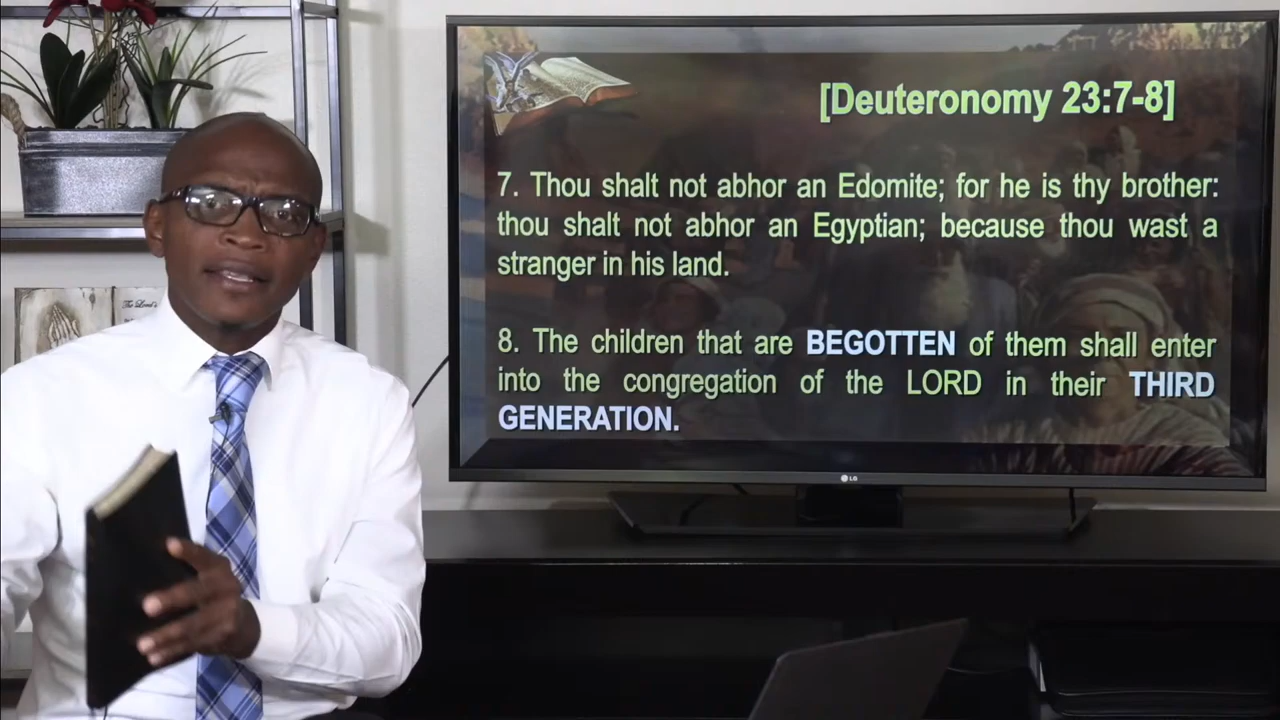 [Deuteronomy 23:7-8]
7. Thou shalt not abhor an Edomite; for he is thy brother:
thou shalt not abhor an Egyptian; because thou wast a
stranger in his land.
8. The children that are BEGOTTEN of them shall enter
into the congregation of the LORD in their THIRD
GENERATION.
The Lord's
LG